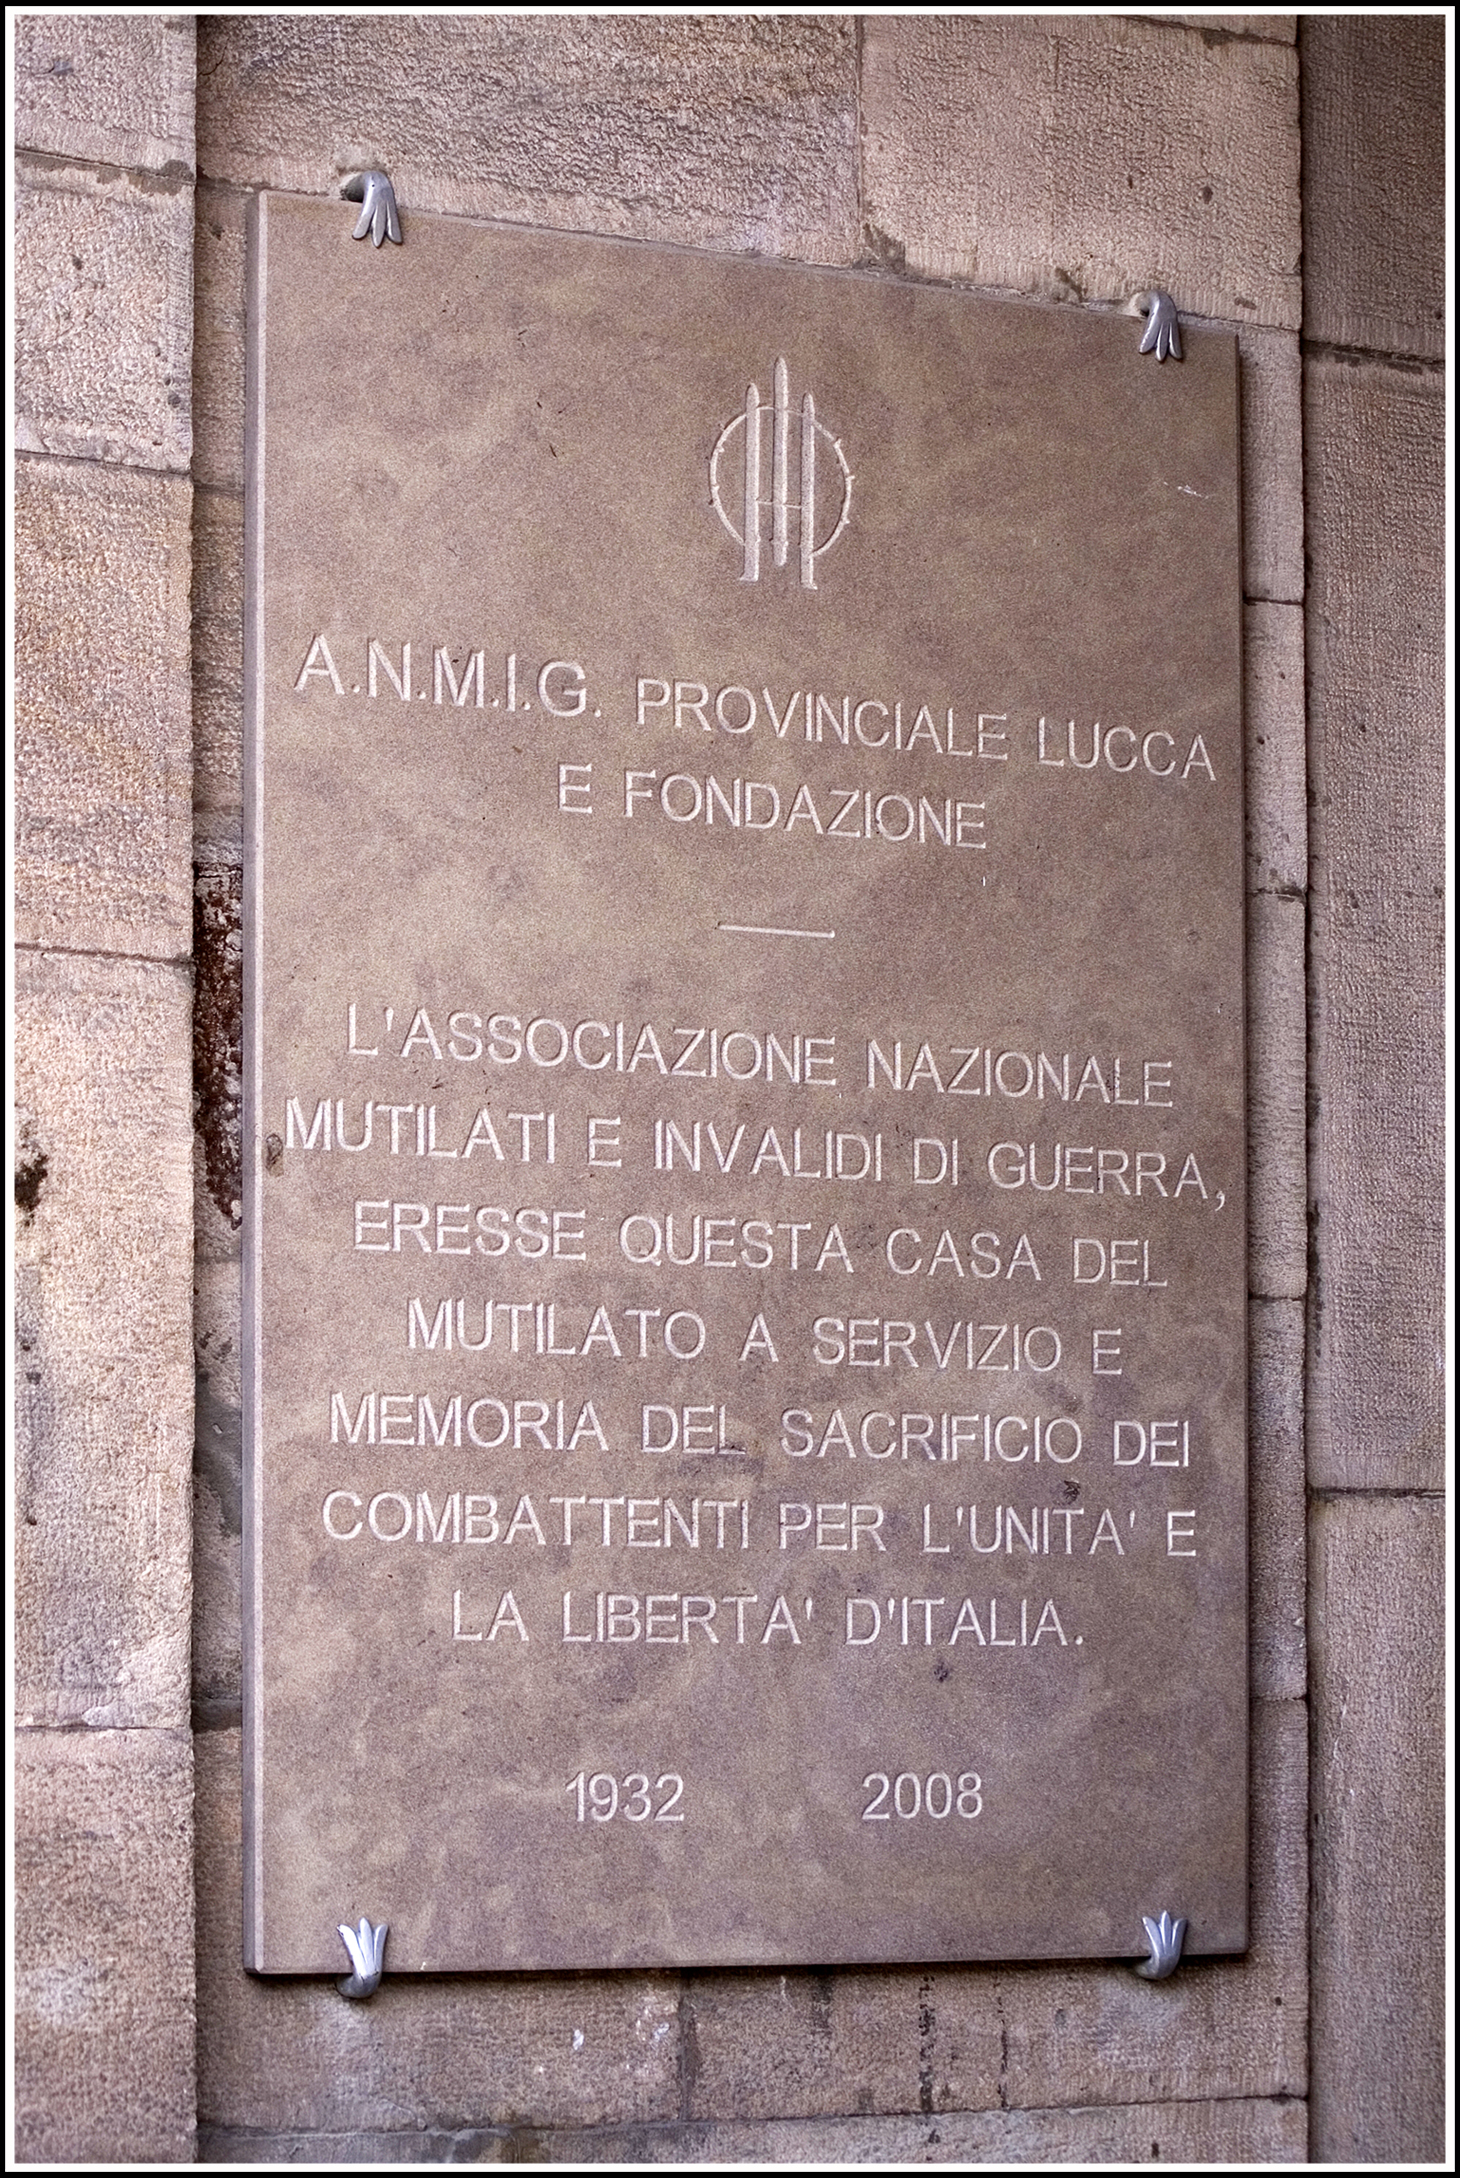 A.N.M.I.G. PROVINCIALE LUCCA
E FONDAZIONE
L'ASSOCIAZIONE NAZIONALE
MUTILATI E INVALIDI DI GUERRA,
ERESSE QUESTA CASA DEL
MUTILATO A SERVIZIO E
MEMORIA DEL SACRIFICIO DEI
COMBATTENTI PER L'UNITA' E
LA LIBERTA' D'ITALIA.
1932 2008